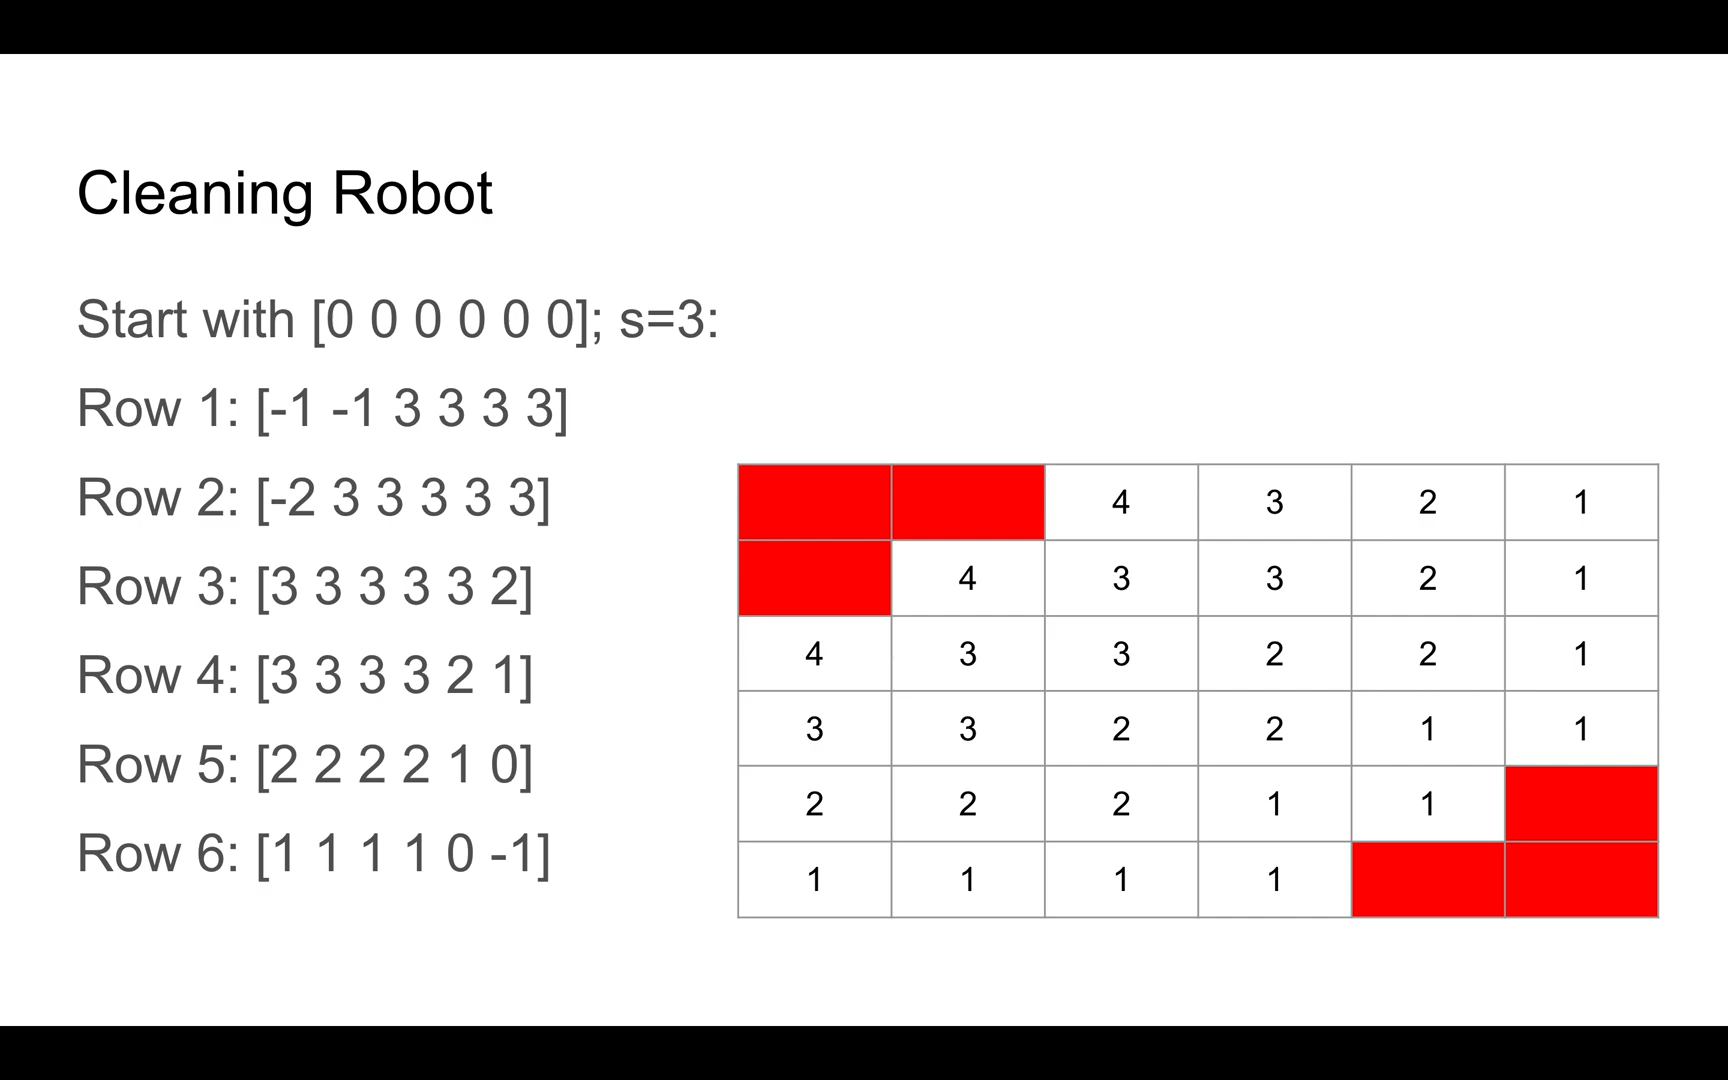 Cleaning Robot
Start with [0 0 0 0 0 0]; s=3:
Row 1: [-1 -1 3 3 3 3]
Row 2: [-2 3 3 3 3 3]
Row 3: [3 3 3 3 3 2]
Row 4: [3 3 3 3 2 1]
Row 5: [2 2 2 2 1 0]
Row 6: [1 1 1 1 0 -1]
4 3 2 1
4 3 3 2 1
4 3 3 2 2 1
3 3 2 2 1 1
2 2 2 1 1
1 1 1 1